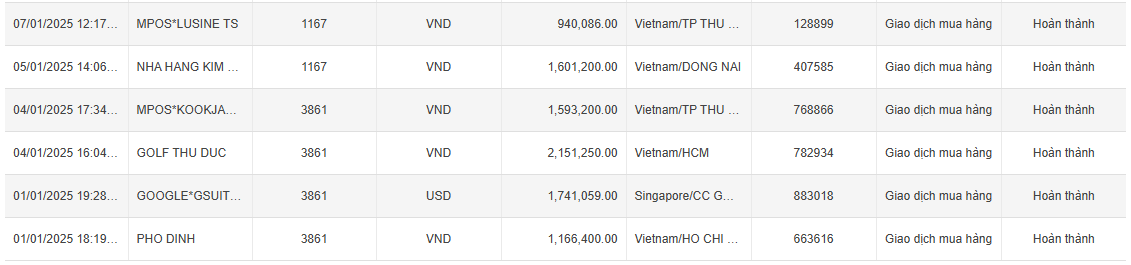 07/01/2025 12:17... MPOS*LUSINE TS 1167 VND 940,086.00 Vietnam/TP THU ... 128899 Giao dịch mua hàng Hoàn thành
05/01/2025 14:06... NHA HANG KIM ... 1167 VND 1,601,200.00 Vietnam/DONG NAI 407585 Giao dịch mua hàng Hoàn thành
04/01/2025 17:34... MPOS*KOOKJA... 3861 VND 1,593,200.00 Vietnam/TP THU ... 768866 Giao dịch mua hàng Hoàn thành
04/01/2025 16:04... GOLF THU DUC 3861 VND 2,151,250.00 Vietnam/HCM 782934 Giao dịch mua hàng Hoàn thành
01/01/2025 19:28... GOOGLE*GSUIT... 3861 USD 1,741,059.00 Singapore/CC G... 883018 Giao dịch mua hàng Hoàn thành
01/01/2025 18:19... PHO DINH 3861 VND 1,166,400.00 Vietnam/HO CHI ... 663616 Giao dịch mua hàng Hoàn thành